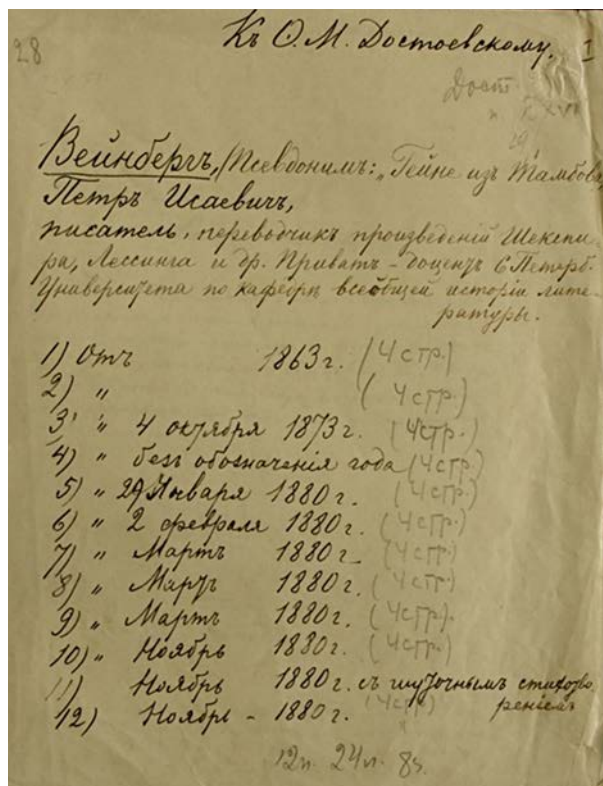 28
Къ Ѳ. М. Достоевскому. I
Дост.
Вейнбергъ, (Псевдонимъ: „Гейне изъ Тамбова,
Петръ Исаевичъ,
писатель, переводчикъ произведеній Шекспи-
ра, Лессинга и др. Приватъ-доцентъ С Петерб.
Университета по кафедрѣ всеобщей исторіи лите-
ратуры.
1) Отъ 1863 г. (4 стр.)
2) " (4 стр.)
3) " 4 октября 1873 г. (4 стр.)
4) " безъ обозначенія года (4 стр.)
5) " 29 Января 1880 г. (4 стр.)
6) " 2 февраля 1880 г. (4 стр.)
7) " Мартъ 1880 г. (4 стр.)
8) " Мартъ 1880 г. (4 стр.)
9) " Мартъ 1880 г. (4 стр.)
10) " Ноябрь 1880 г. (4 стр.)
11) Ноябрь 1880 г. съ шуточнымъ стихотво
реніемъ
12) Ноябрь - 1880 г. (4 стр.)
12п. 24л. 8ч.